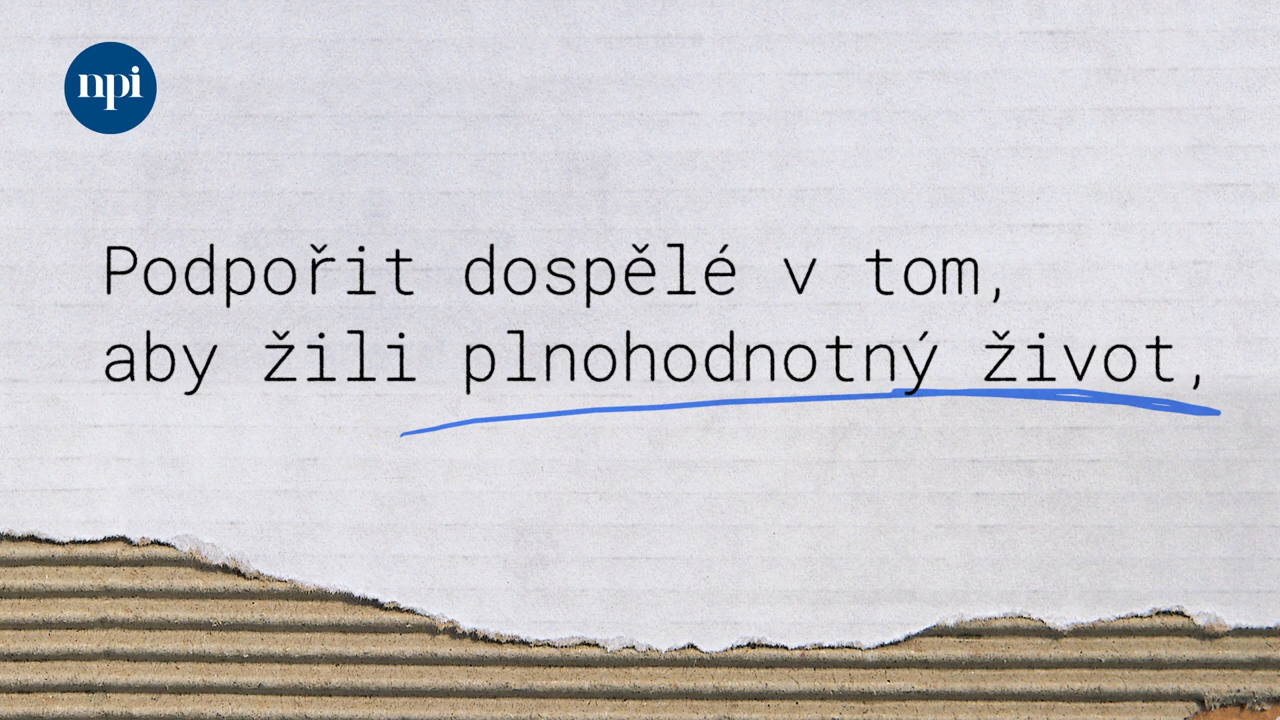 npi
Podpořit dospělé v tom,
aby žili plnohodnotný život,